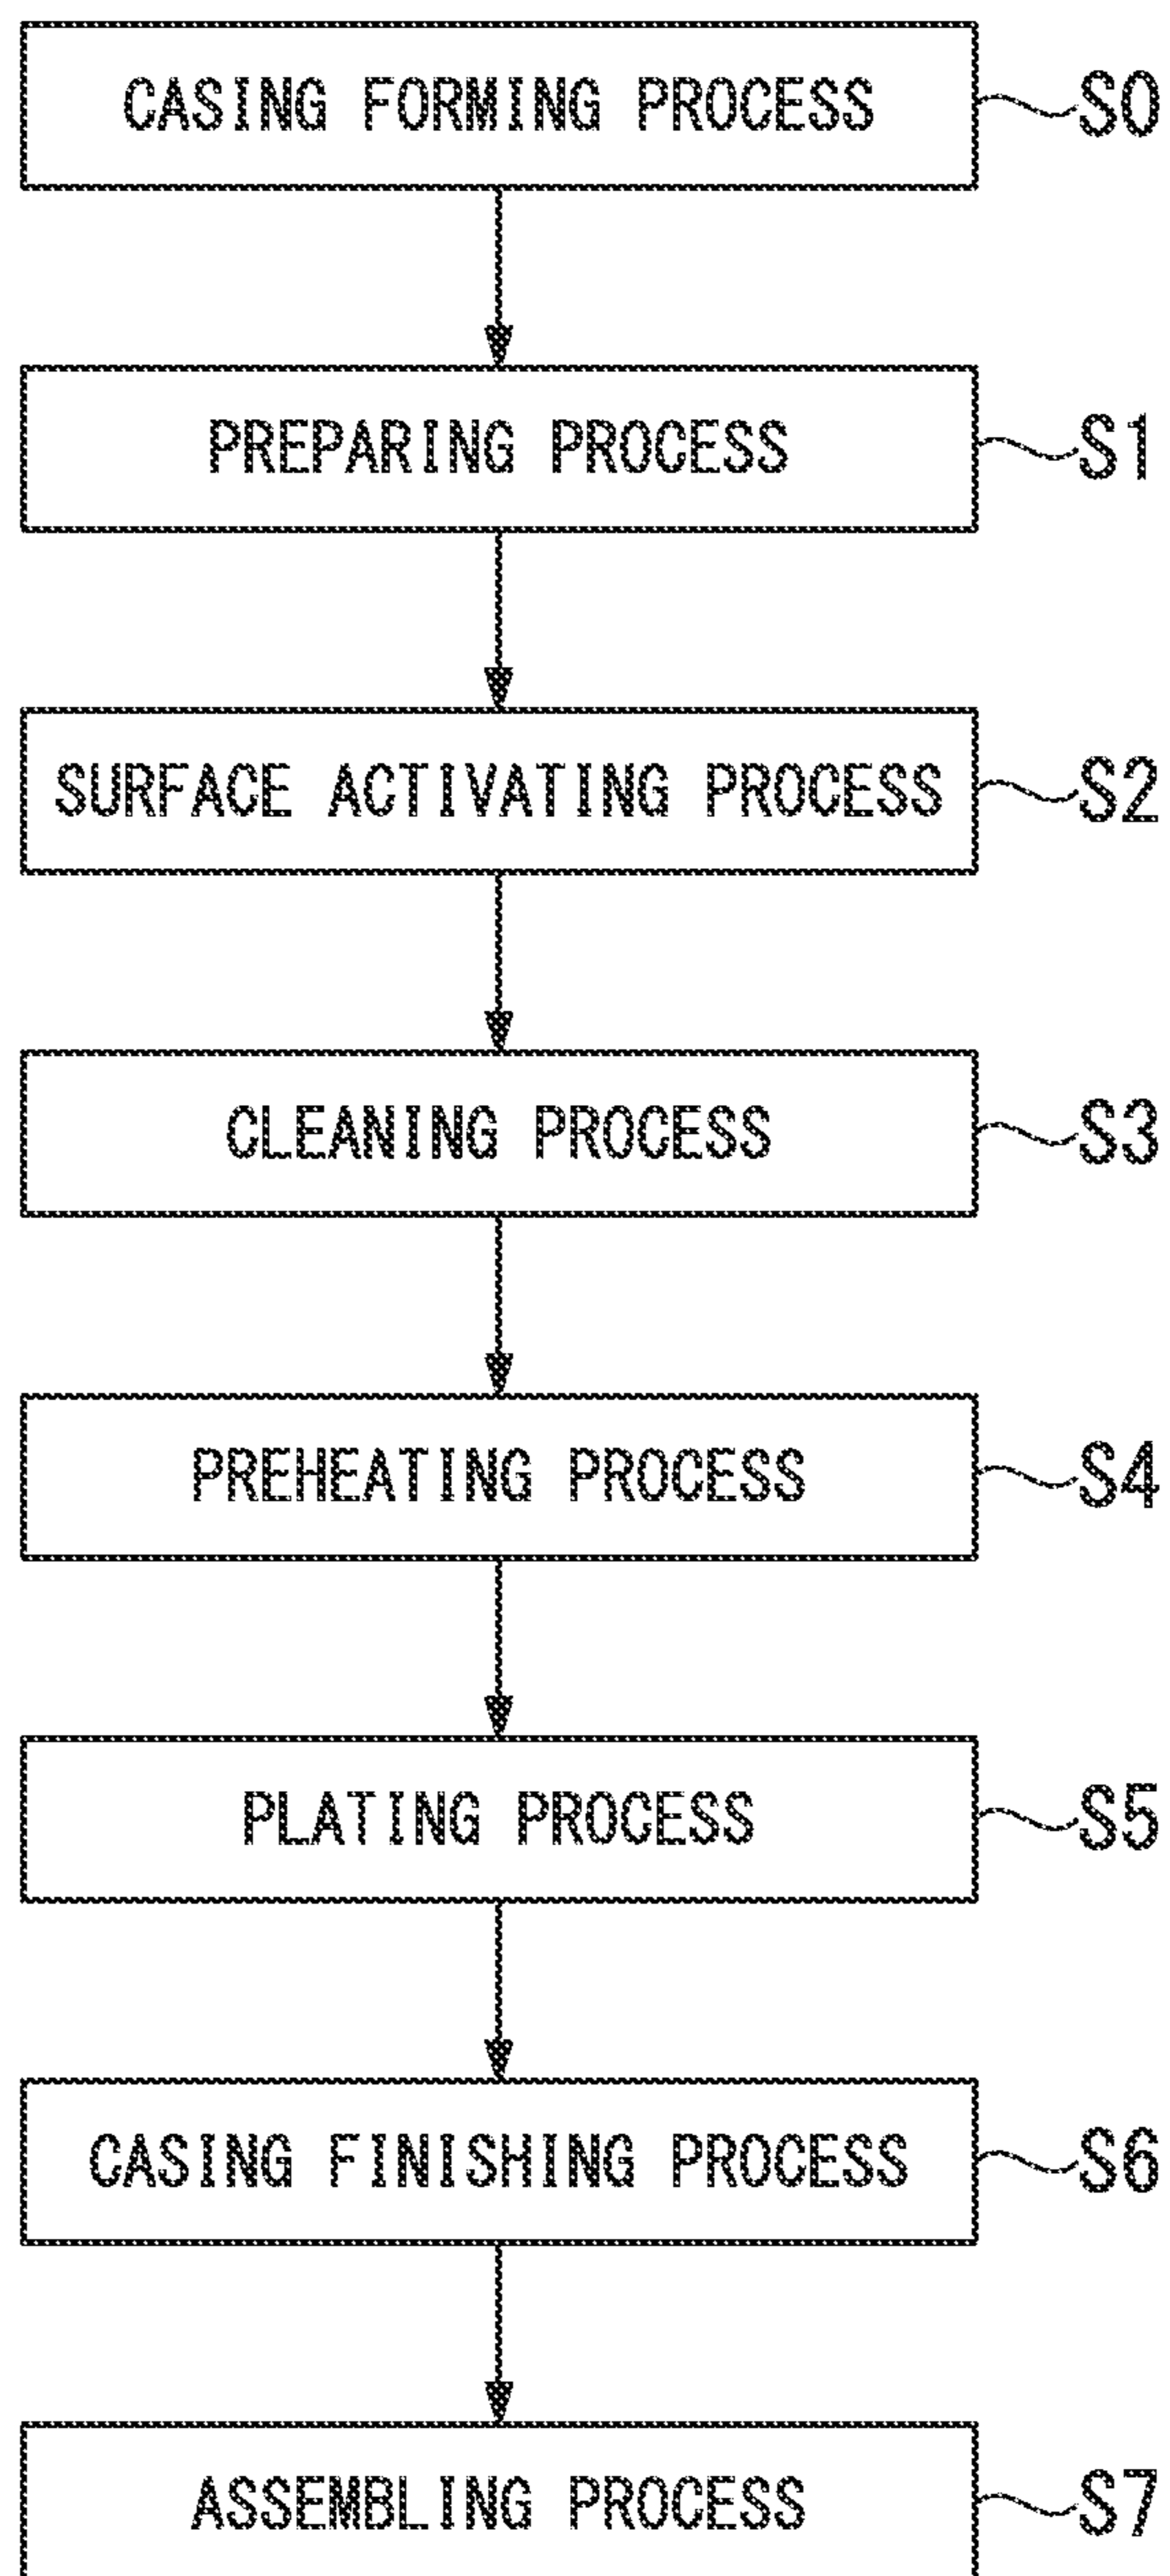 CASING FORMING PROCESS S0
PREPARING PROCESS S1
SURFACE ACTIVATING PROCESS S2
CLEANING PROCESS S3
PREHEATING PROCESS S4
PLATING PROCESS S5
CASING FINISHING PROCESS S6
ASSEMBLING PROCESS S7